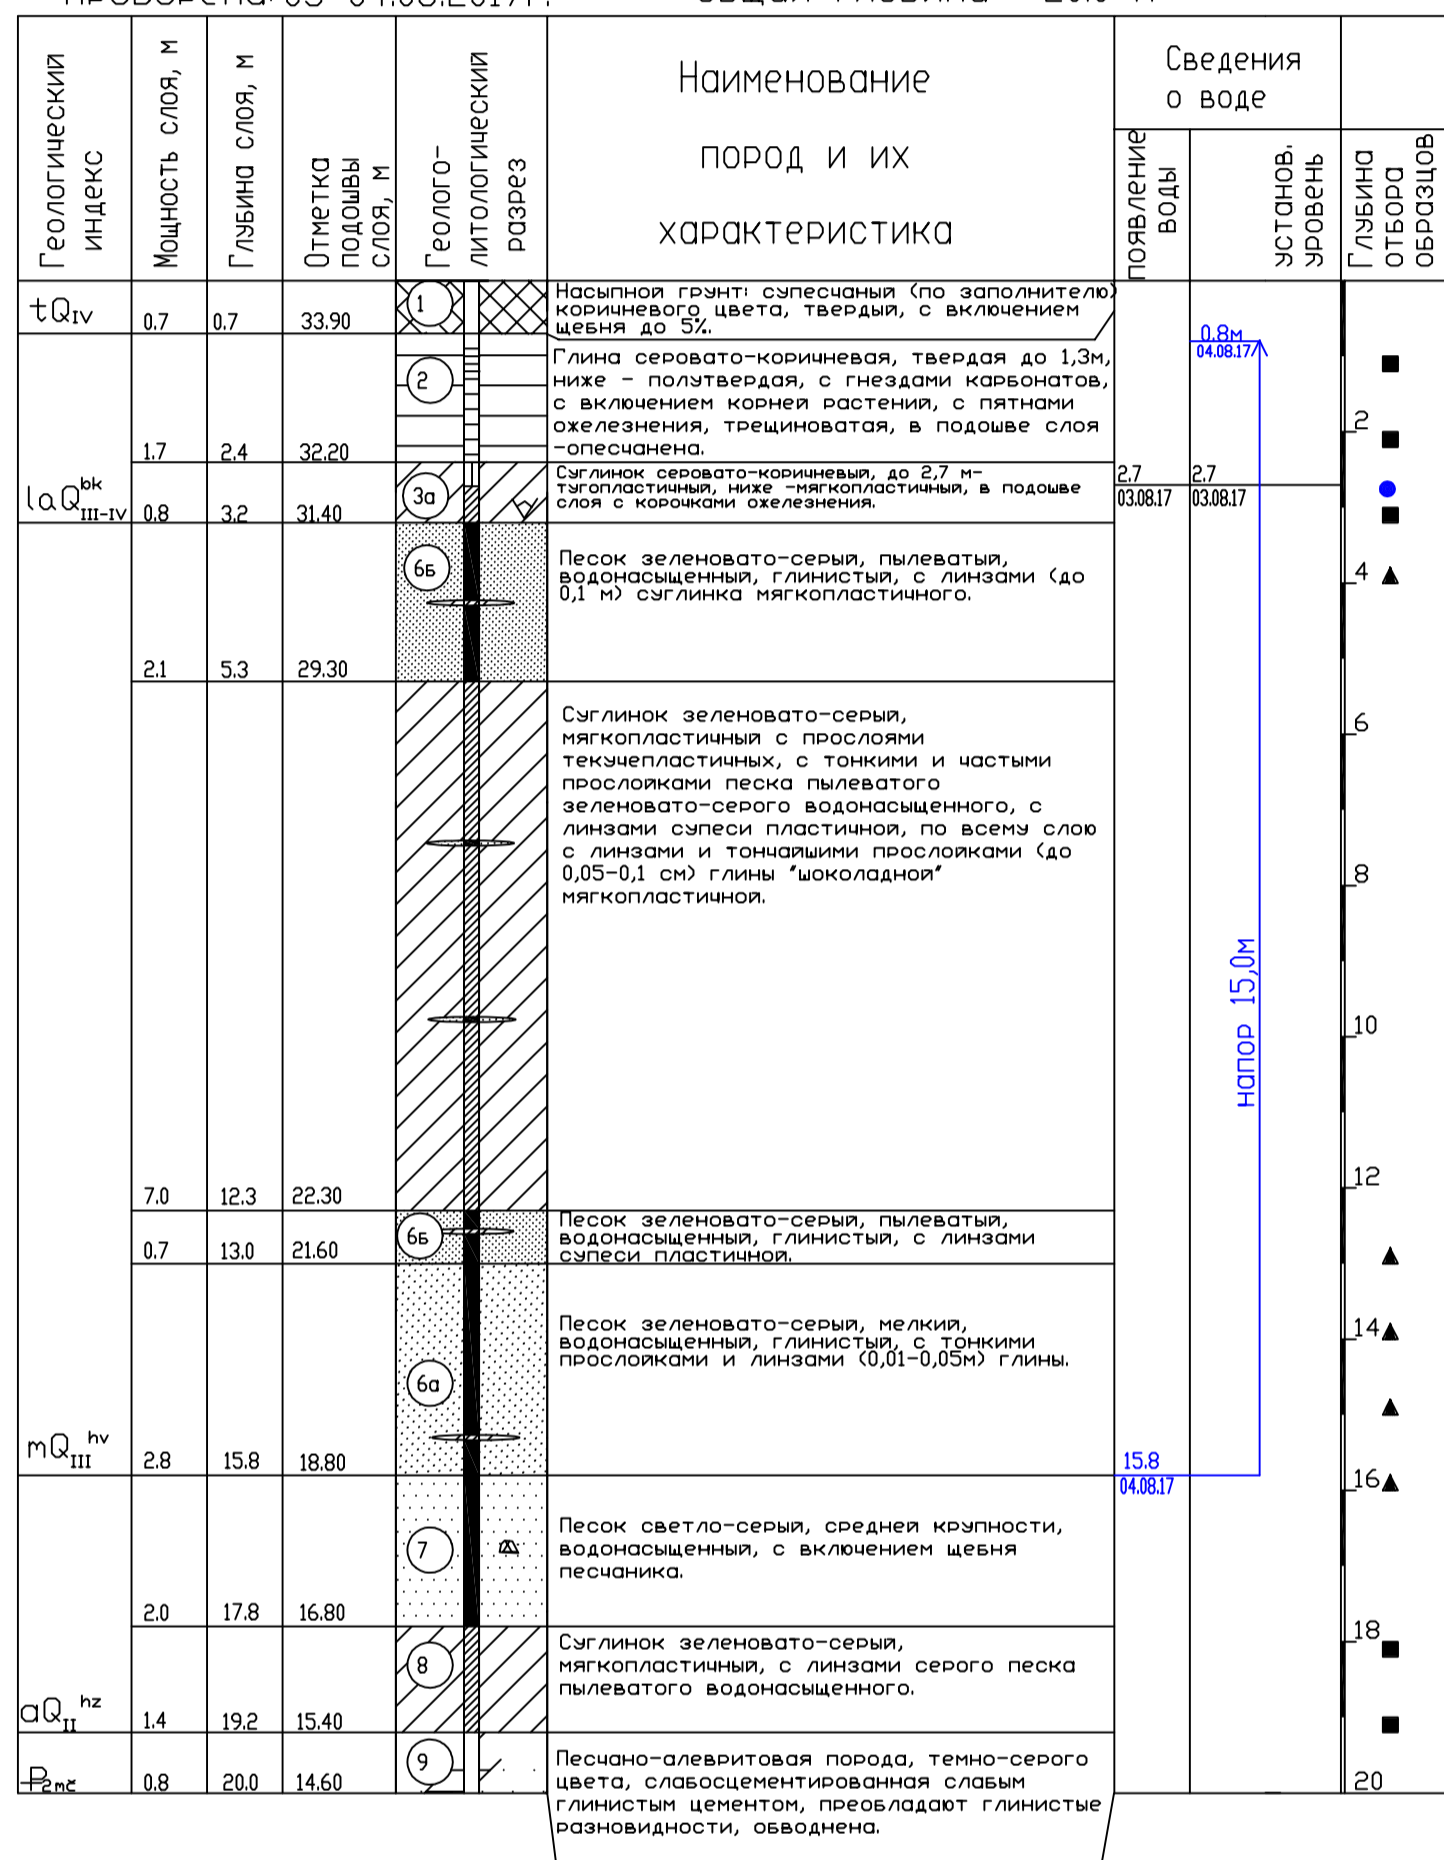 Геологический
индекс
Мощность слоя, м
Глубина слоя, м
Отметка
подошвы
слоя, м
Геолого-
литологический
разрез
Наименование
пород и их
характеристика
Сведения
о воде
появление
воды
установ.
уровень
Глубина
отбора
образцов
tQIV
0.7 0.7 33.90
1
Насыпной грунт: супесчаный (по заполнителю)
коричневого цвета, твердый, с включением
щебня до 5%.
0.8м
04.08.17
2
Глина серовато-коричневая, твердая до 1,3м,
ниже - полутвердая, с гнездами карбонатов,
с включением корней растений, с пятнами
ожелезнения, трещиноватая, в подошве слоя
-опесчанена.
1.7 2.4 32.20
2
laQbkIII-IV
0.8 3.2 31.40
3а
Суглинок серовато-коричневый, до 2,7 м-
тугопластичный, ниже -мягкопластичный, в подошве
слоя с корочками ожелезнения.
2.7 2.7
03.08.17 03.08.17
6Б
Песок зеленовато-серый, пылеватый,
водонасыщенный, глинистый, с линзами (до
0,1 м) суглинка мягкопластичного.
4
2.1 5.3 29.30
Суглинок зеленовато-серый,
мягкопластичный с прослоями
текучепластичных, с тонкими и частыми
прослойками песка пылеватого
зеленовато-серого водонасыщенного, с
линзами супеси пластичной, по всему слою
с линзами и тончайшими прослойками (до
0,05-0,1 см) глины "шоколадной"
мягкопластичной.
6
8
напор 15,0м
10
12
7.0 12.3 22.30
6Б
Песок зеленовато-серый, пылеватый,
водонасыщенный, глинистый, с линзами
супеси пластичной.
0.7 13.0 21.60
Песок зеленовато-серый, мелкий,
водонасыщенный, глинистый, с тонкими
прослойками и линзами (0,01-0,05м) глины.
14
6а
mQIIIhv
2.8 15.8 18.80
15.8
04.08.17
16
7
Песок светло-серый, средней крупности,
водонасыщенный, с включением щебня
песчаника.
2.0 17.8 16.80
18
8
Суглинок зеленовато-серый,
мягкопластичный, с линзами серого песка
пылеватого водонасыщенного.
aQIIhz
1.4 19.2 15.40
9
Песчано-алевритовая порода, темно-серого
цвета, слабосцементированная слабым
глинистым цементом, преобладают глинистые
разновидности, обводнена.
P2mč
0.8 20.0 14.60
20